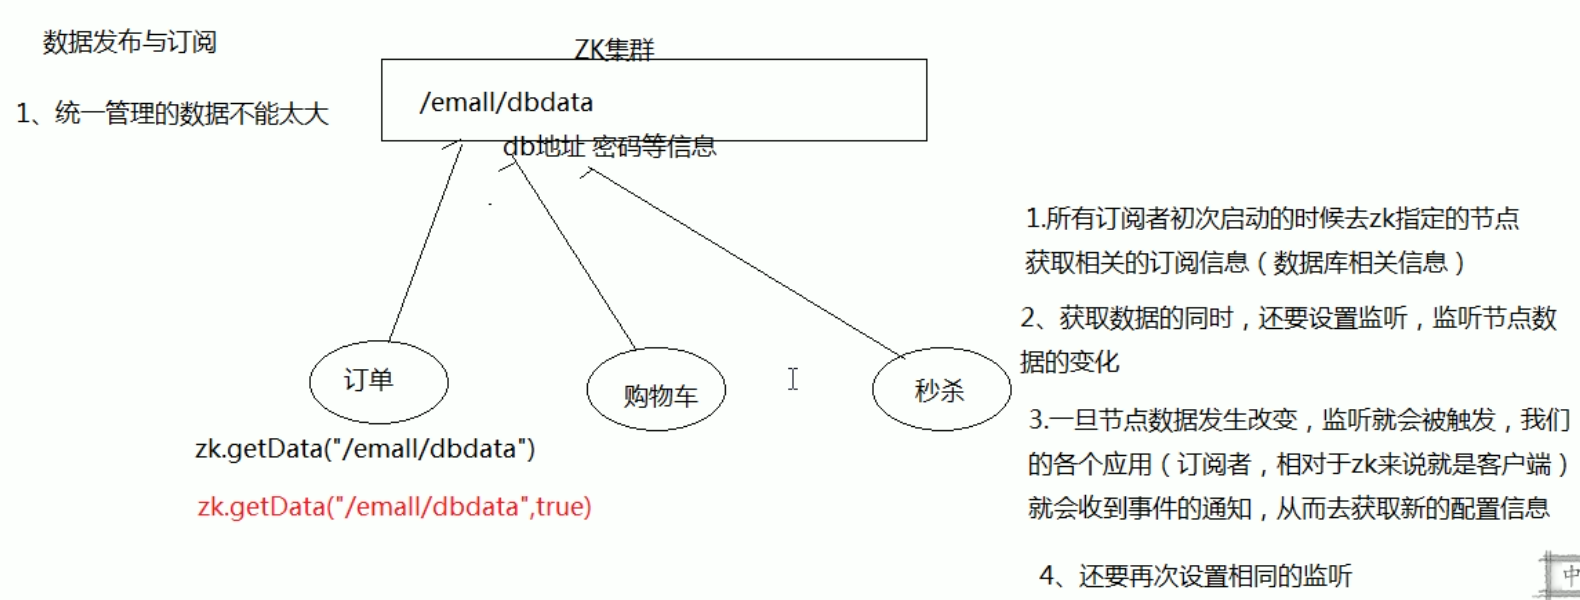 数据发布与订阅
ZK集群
1、统一管理的数据不能太大
/emall/dbdata
db地址 密码等信息
订单
购物车
秒杀
zk.getData("/emall/dbdata")
zk.getData("/emall/dbdata",true)
1.所有订阅者初次启动的时候去zk指定的节点
获取相关的订阅信息（数据库相关信息）
2、获取数据的同时，还要设置监听，监听节点数
据的变化
3.一旦节点数据发生改变，监听就会被触发，我们
的各个应用（订阅者，相对于zk来说就是客户端）
就会收到事件的通知，从而去获取新的配置信息
4、还要再次设置相同的监听
中